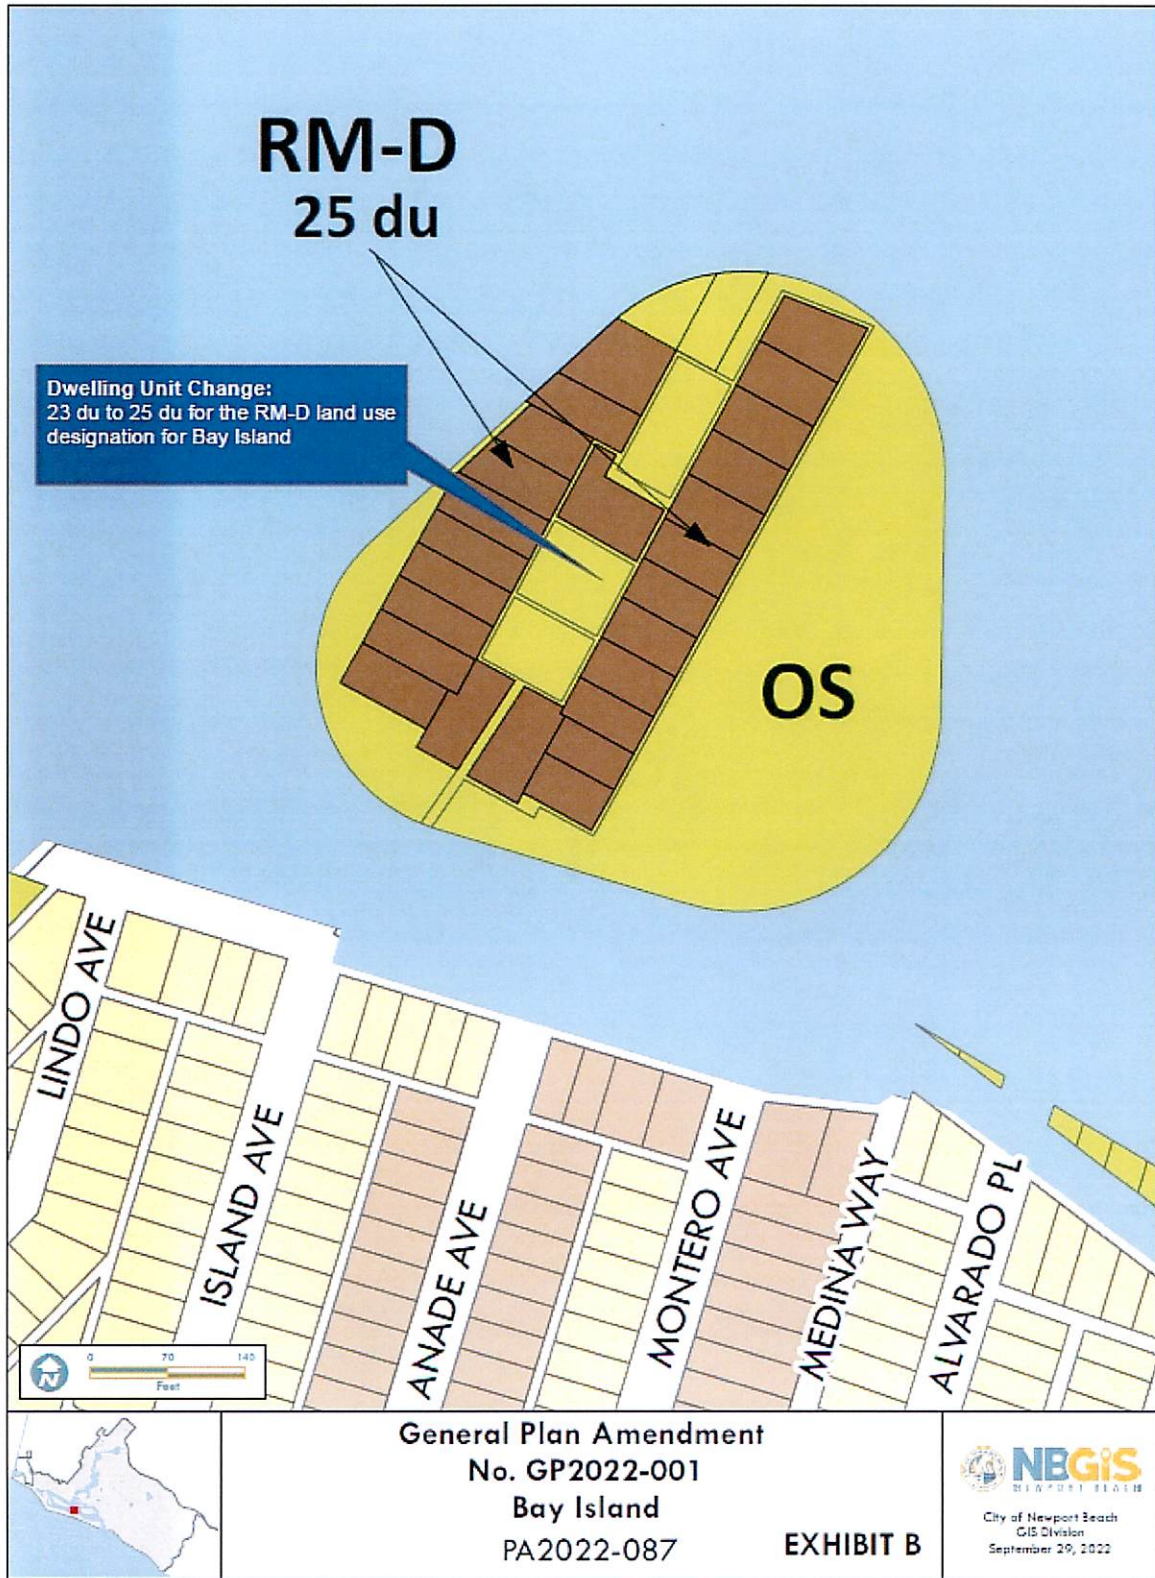 RM-D
25 du
Dwelling Unit Change:
23 du to 25 du for the RM-D land use
designation for Bay Island
OS
LINDO AVE
ISLAND AVE
ANADE AVE
MONTERO AVE
MEDINA WAY
ALVARADO PL
N
0 70 140
Feet
General Plan Amendment
No. GP2022-001
Bay Island
PA2022-087
EXHIBIT B
NBGIS
NEWPORT BEACH
City of Newport Beach
GIS Division
September 29, 2022